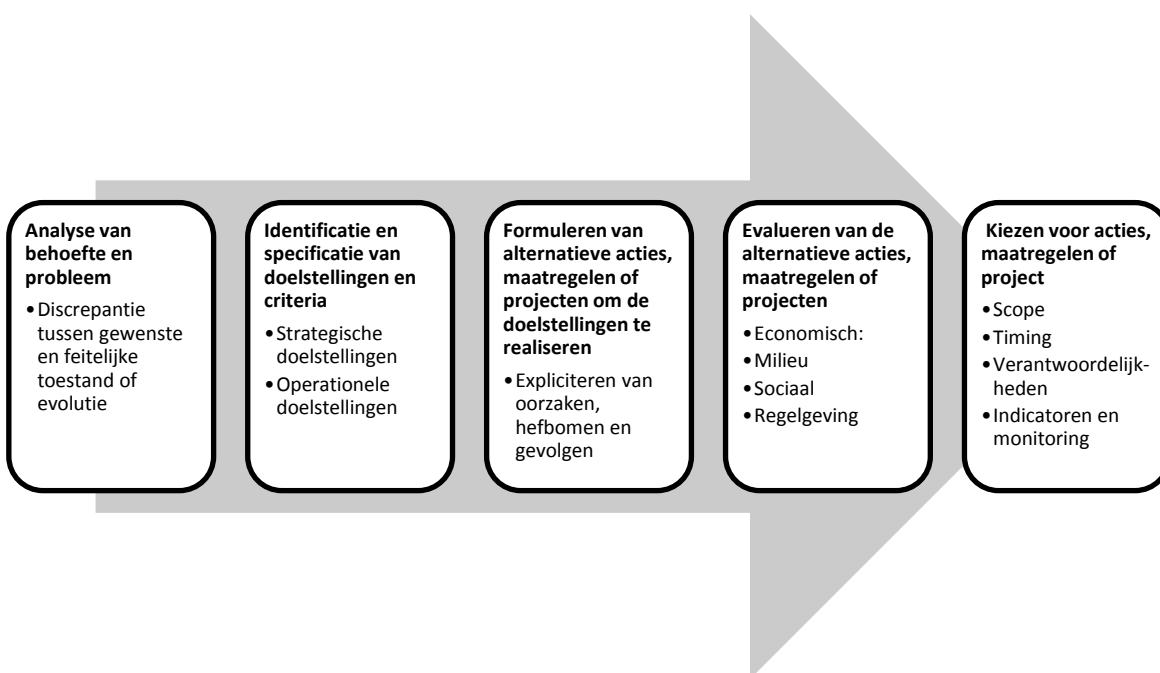 Analyse van
behoefte en
probleem
•Discrepantie
tussen gewenste
en feitelijke
toestand of
evolutie
Identificatie en
specificatie van
doelstellingen en
criteria
•Strategische
doelstellingen
•Operationele
doelstellingen
Formuleren van
alternatieve acties,
maatregelen of
projecten om de
doelstellingen te
realiseren
•Expliciteren van
oorzaken,
hefbomen en
gevolgen
Evalueren van de
alternatieve acties,
maatregelen of
projecten
•Economisch:
•Milieu
•Sociaal
•Regelgeving
Kiezen voor acties,
maatregelen of
project
•Scope
•Timing
•Verantwoordelijk-
heden
•Indicatoren en
monitoring